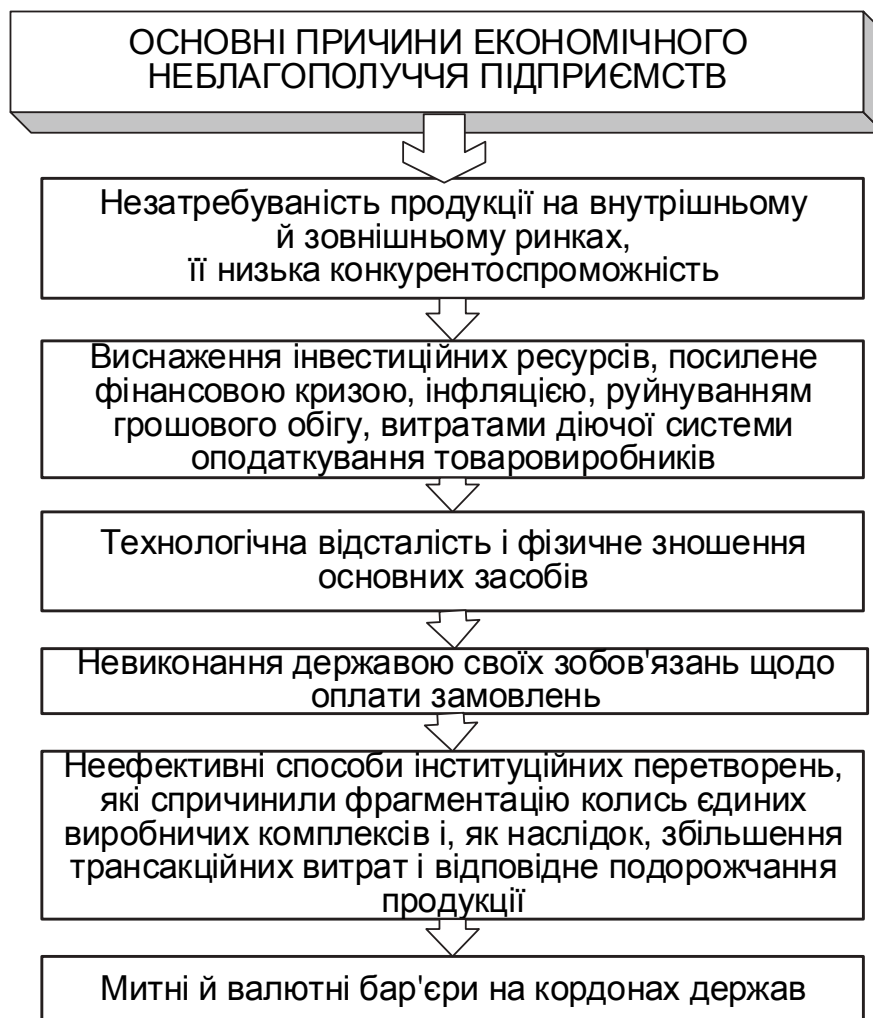 ОСНОВНІ ПРИЧИНИ ЕКОНОМІЧНОГО
НЕБЛАГОПОЛУЧЧЯ ПІДПРИЄМСТВ
Незатребуваність продукції на внутрішньому
й зовнішньому ринках,
її низька конкурентоспроможність
Виснаження інвестиційних ресурсів, посилене
фінансовою кризою, інфляцією, руйнуванням
грошового обігу, витратами діючої системи
оподаткування товаровиробників
Технологічна відсталість і фізичне зношення
основних засобів
Невиконання державою своїх зобов'язань щодо
оплати замовлень
Неефективні способи інституційних перетворень,
які спричинили фрагментацію колись єдиних
виробничих комплексів і, як наслідок, збільшення
трансакційних витрат і відповідне подорожчання
продукції
Митні й валютні бар'єри на кордонах держав